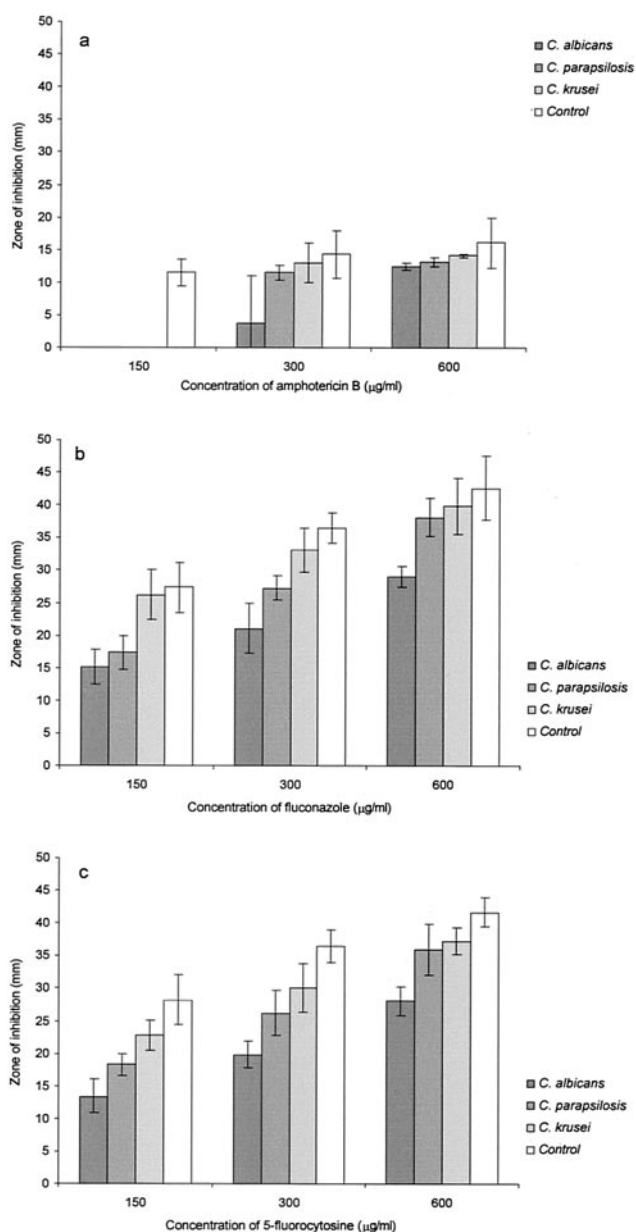 a
C. albicans
C. parapsilosis
C. krusei
Control
Zone of inhibition (mm)
50
45
40
35
30
25
20
15
10
5
0
150 300 600
Concentration of amphotericin B (μg/ml)
b
Zone of inhibition (mm)
50
45
40
35
30
25
20
15
10
5
0
C. albicans
C. parapsilosis
C. krusei
Control
150 300 600
Concentration of fluconazole (μg/ml)
c
Zone of inhibition (mm)
50
45
40
35
30
25
20
15
10
5
0
C. albicans
C. parapsilosis
C. krusei
Control
150 300 600
Concentration of 5-fluorocytosine (μg/ml)